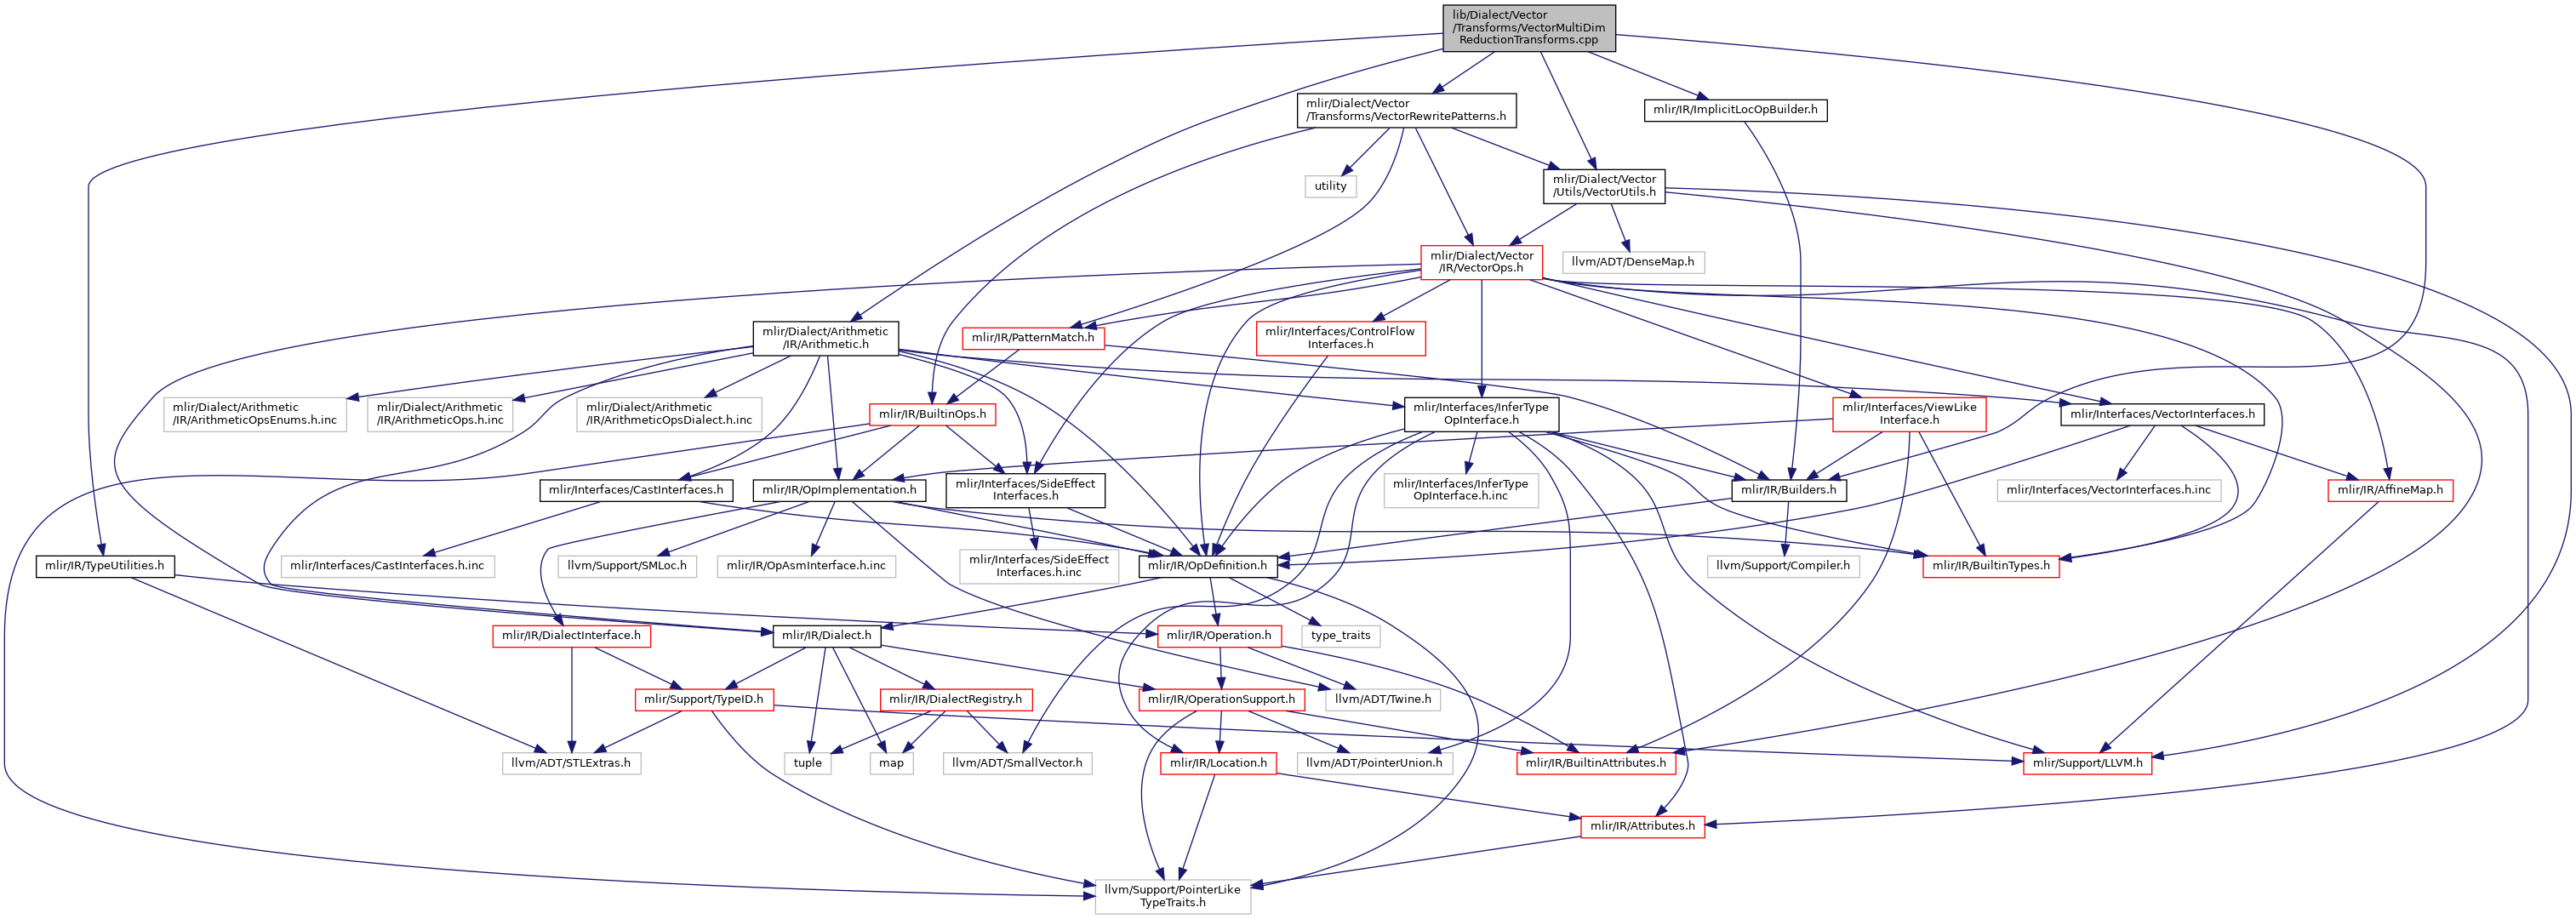 lib/Dialect/Vector
/Transforms/VectorMultiDim
ReductionTransforms.cpp
mlir/Dialect/Vector
/Transforms/VectorRewritePatterns.h
mlir/IR/ImplicitLocOpBuilder.h
utility
mlir/Dialect/Vector
/Utils/VectorUtils.h
mlir/Dialect/Vector
/IR/VectorOps.h
llvm/ADT/DenseMap.h
mlir/Dialect/Arithmetic
/IR/Arithmetic.h
mlir/IR/PatternMatch.h
mlir/Interfaces/ControlFlow
Interfaces.h
mlir/Dialect/Arithmetic
/IR/ArithmeticOpsEnums.inc
mlir/Dialect/Arithmetic
/IR/ArithmeticOps.h.inc
mlir/Dialect/Arithmetic
/IR/ArithmeticOpsDialect.h.inc
mlir/IR/BuiltinOps.h
mlir/Interfaces/InferType
OpInterface.h
mlir/Interfaces/ViewLike
Interface.h
mlir/Interfaces/VectorInterfaces.h
mlir/Interfaces/CastInterfaces.h
mlir/IR/OpImplementation.h
mlir/Interfaces/SideEffect
Interfaces.h
mlir/Interfaces/InferType
OpInterface.h.inc
mlir/IR/Builders.h
mlir/Interfaces/VectorInterfaces.h.inc
mlir/IR/AffineMap.h
mlir/IR/TypeUtilities.h
mlir/Interfaces/CastInterfaces.h.inc
llvm/Support/SMLoc.h
mlir/IR/OpAsmInterface.h.inc
mlir/Interfaces/SideEffect
Interfaces.h.inc
mlir/IR/OpDefinition.h
llvm/Support/Compiler.h
mlir/IR/BuiltinTypes.h
mlir/IR/DialectInterface.h
mlir/IR/Dialect.h
mlir/IR/Operation.h
type_traits
mlir/Support/TypeID.h
mlir/IR/DialectRegistry.h
mlir/IR/OperationSupport.h
llvm/ADT/Twine.h
llvm/ADT/STLExtras.h
tuple
map
llvm/ADT/SmallVector.h
mlir/IR/Location.h
llvm/ADT/PointerUnion.h
mlir/IR/BuiltinAttributes.h
mlir/Support/LLVM.h
mlir/IR/Attributes.h
llvm/Support/PointerLike
TypeTraits.h